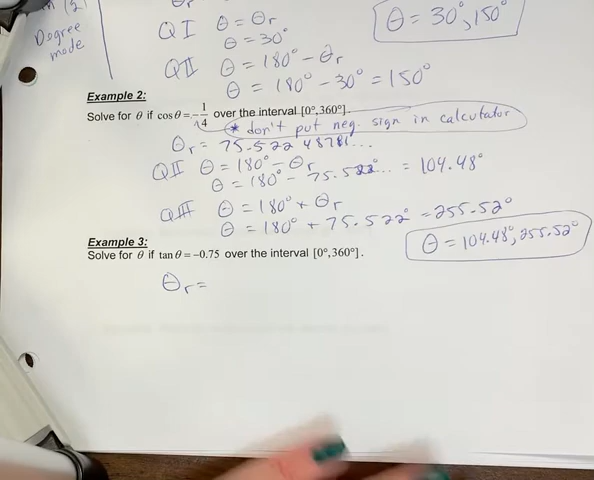 Degree
mode
QI θ = θr
θ = 30°
θ = 30°, 150°
QII θ = 180° - θr
θ = 180° - 30° = 150°
Example 2:
Solve for θ if cos θ = -1/4 over the interval [0°, 360°].
* don't put neg. sign in calculator
θr = 75.522 48781...
QII θ = 180° - θr
θ = 180° - 75.522°... = 104.48°
QIII θ = 180° + θr
θ = 180° + 75.522° = 255.52°
θ = 104.48°, 255.52°
Example 3:
Solve for θ if tan θ = -0.75 over the interval [0°, 360°].
θr =